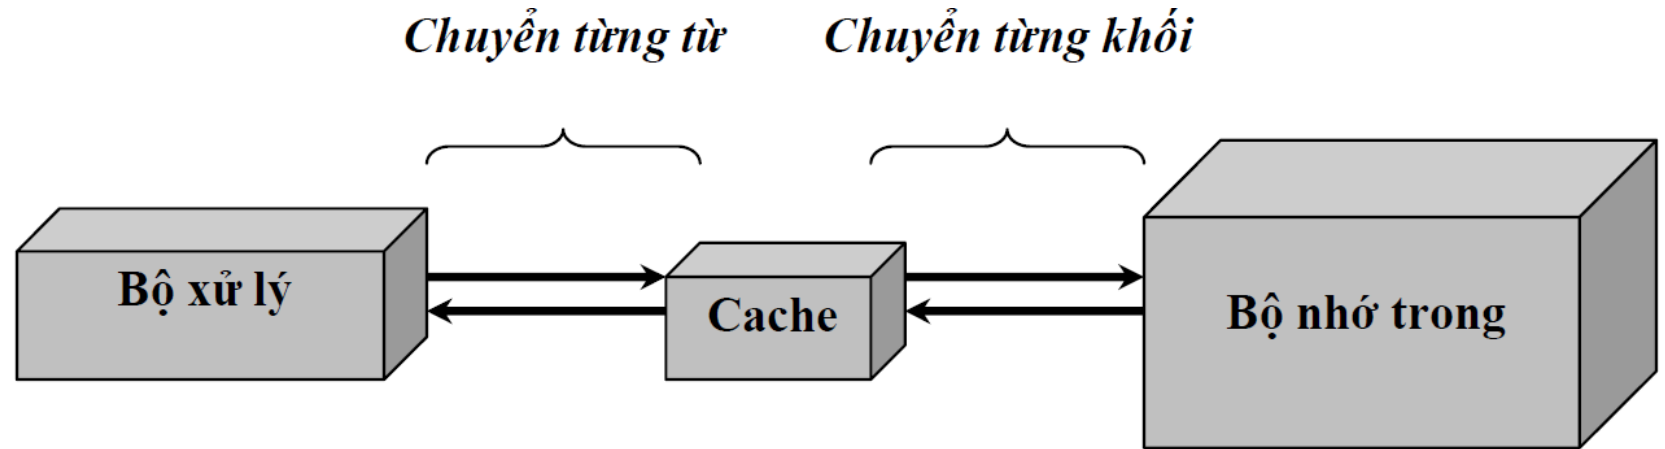 Chuyển từng từ
Chuyển từng khối
Bộ xử lý
Cache
Bộ nhớ trong